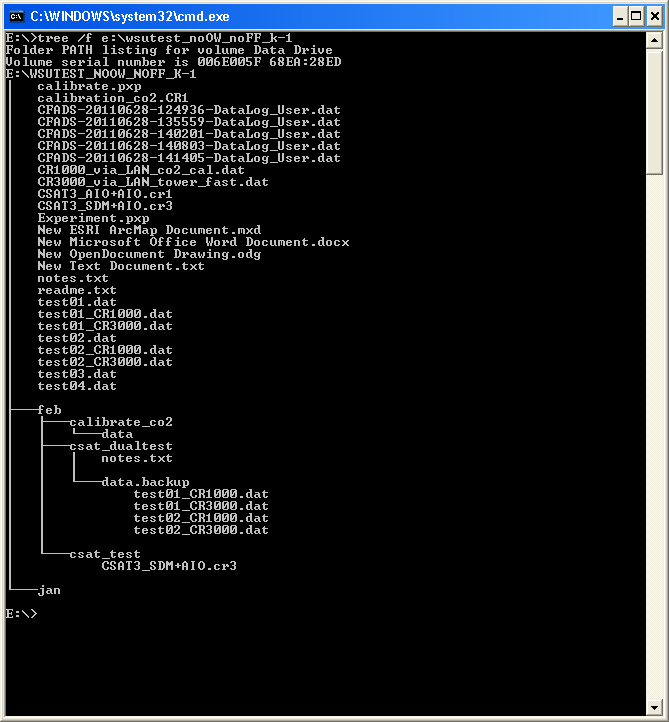 C:\WINDOWS\system32\cmd.exe
E:\>tree /f e:\wsutest_noOW_noFF_k-1
Folder PATH listing for volume Data Drive
Volume serial number is 006E005F 68EA:28ED
E:\WSUTEST_NOOW_NOFF_K-1
calibrate.pxp
calibration_co2.CR1
CFADS-20110628-124936-DataLog_User.dat
CFADS-20110628-135559-DataLog_User.dat
CFADS-20110628-140201-DataLog_User.dat
CFADS-20110628-140803-DataLog_User.dat
CFADS-20110628-141405-DataLog_User.dat
CR1000_via_LAN_co2_cal.dat
CR3000_via_LAN_tower_fast.dat
CSAT3_AIO+AIO.cr1
CSAT3_SDM+AIO.cr3
Experiment.pxp
New ESRI ArcMap Document.mxd
New Microsoft Office Word Document.docx
New OpenDocument Drawing.odg
New Text Document.txt
notes.txt
readme.txt
test01.dat
test01_CR1000.dat
test01_CR3000.dat
test02.dat
test02_CR1000.dat
test02_CR3000.dat
test03.dat
test04.dat
feb
calibrate_co2
data
csat_dualtest
notes.txt
data.backup
test01_CR1000.dat
test01_CR3000.dat
test02_CR1000.dat
test02_CR3000.dat
csat_test
CSAT3_SDM+AIO.cr3
jan
E:\>